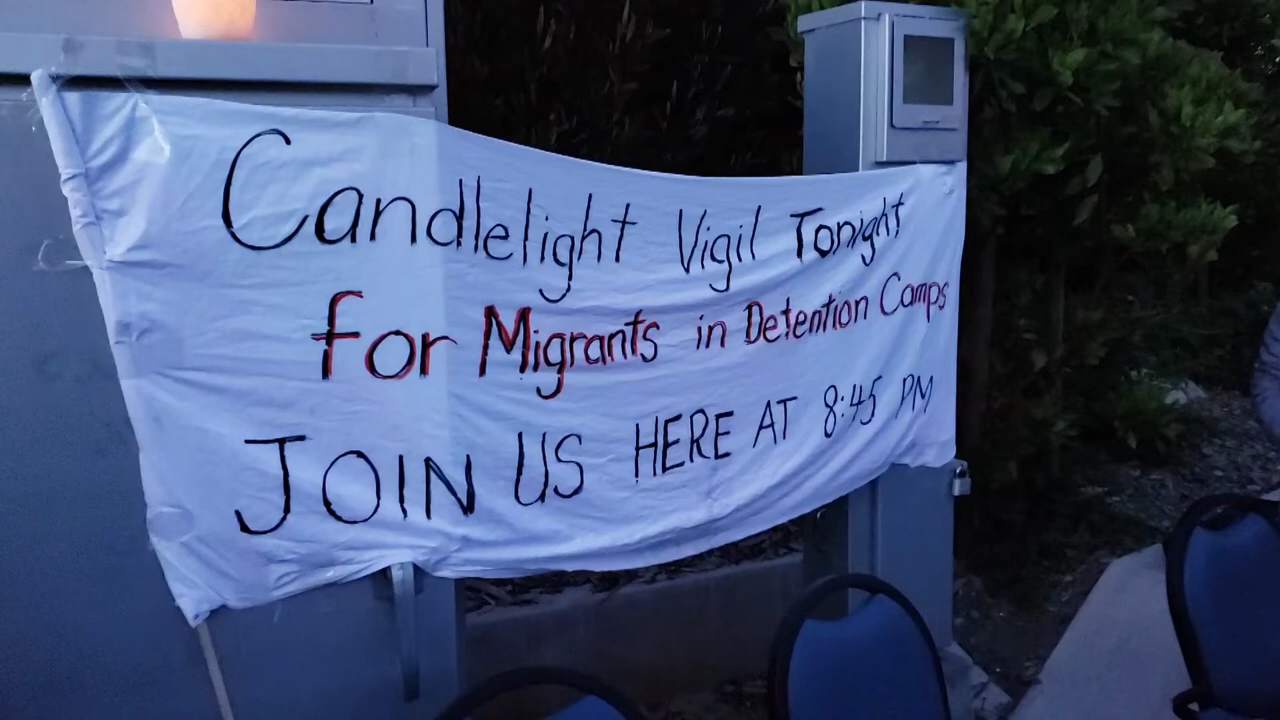 Candlelight Vigil Tonight
for Migrants in Detention Camps
JOIN US HERE AT 8:45 PM